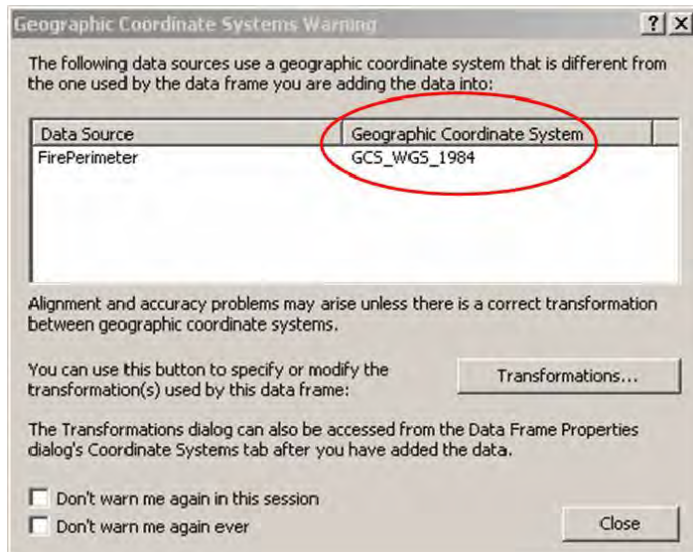 Geographic Coordinate Systems Warning
The following data sources use a geographic coordinate system that is different from
the one used by the data frame you are adding the data into:
Data Source Geographic Coordinate System
FirePerimeter GCS_WGS_1984
Alignment and accuracy problems may arise unless there is a correct transformation
between geographic coordinate systems.
You can use this button to specify or modify the
transformation(s) used by this data frame:
Transformations...
The Transformations dialog can also be accessed from the Data Frame Properties
dialog's Coordinate Systems tab after you have added the data.
Don't warn me again in this session
Don't warn me again ever
Close